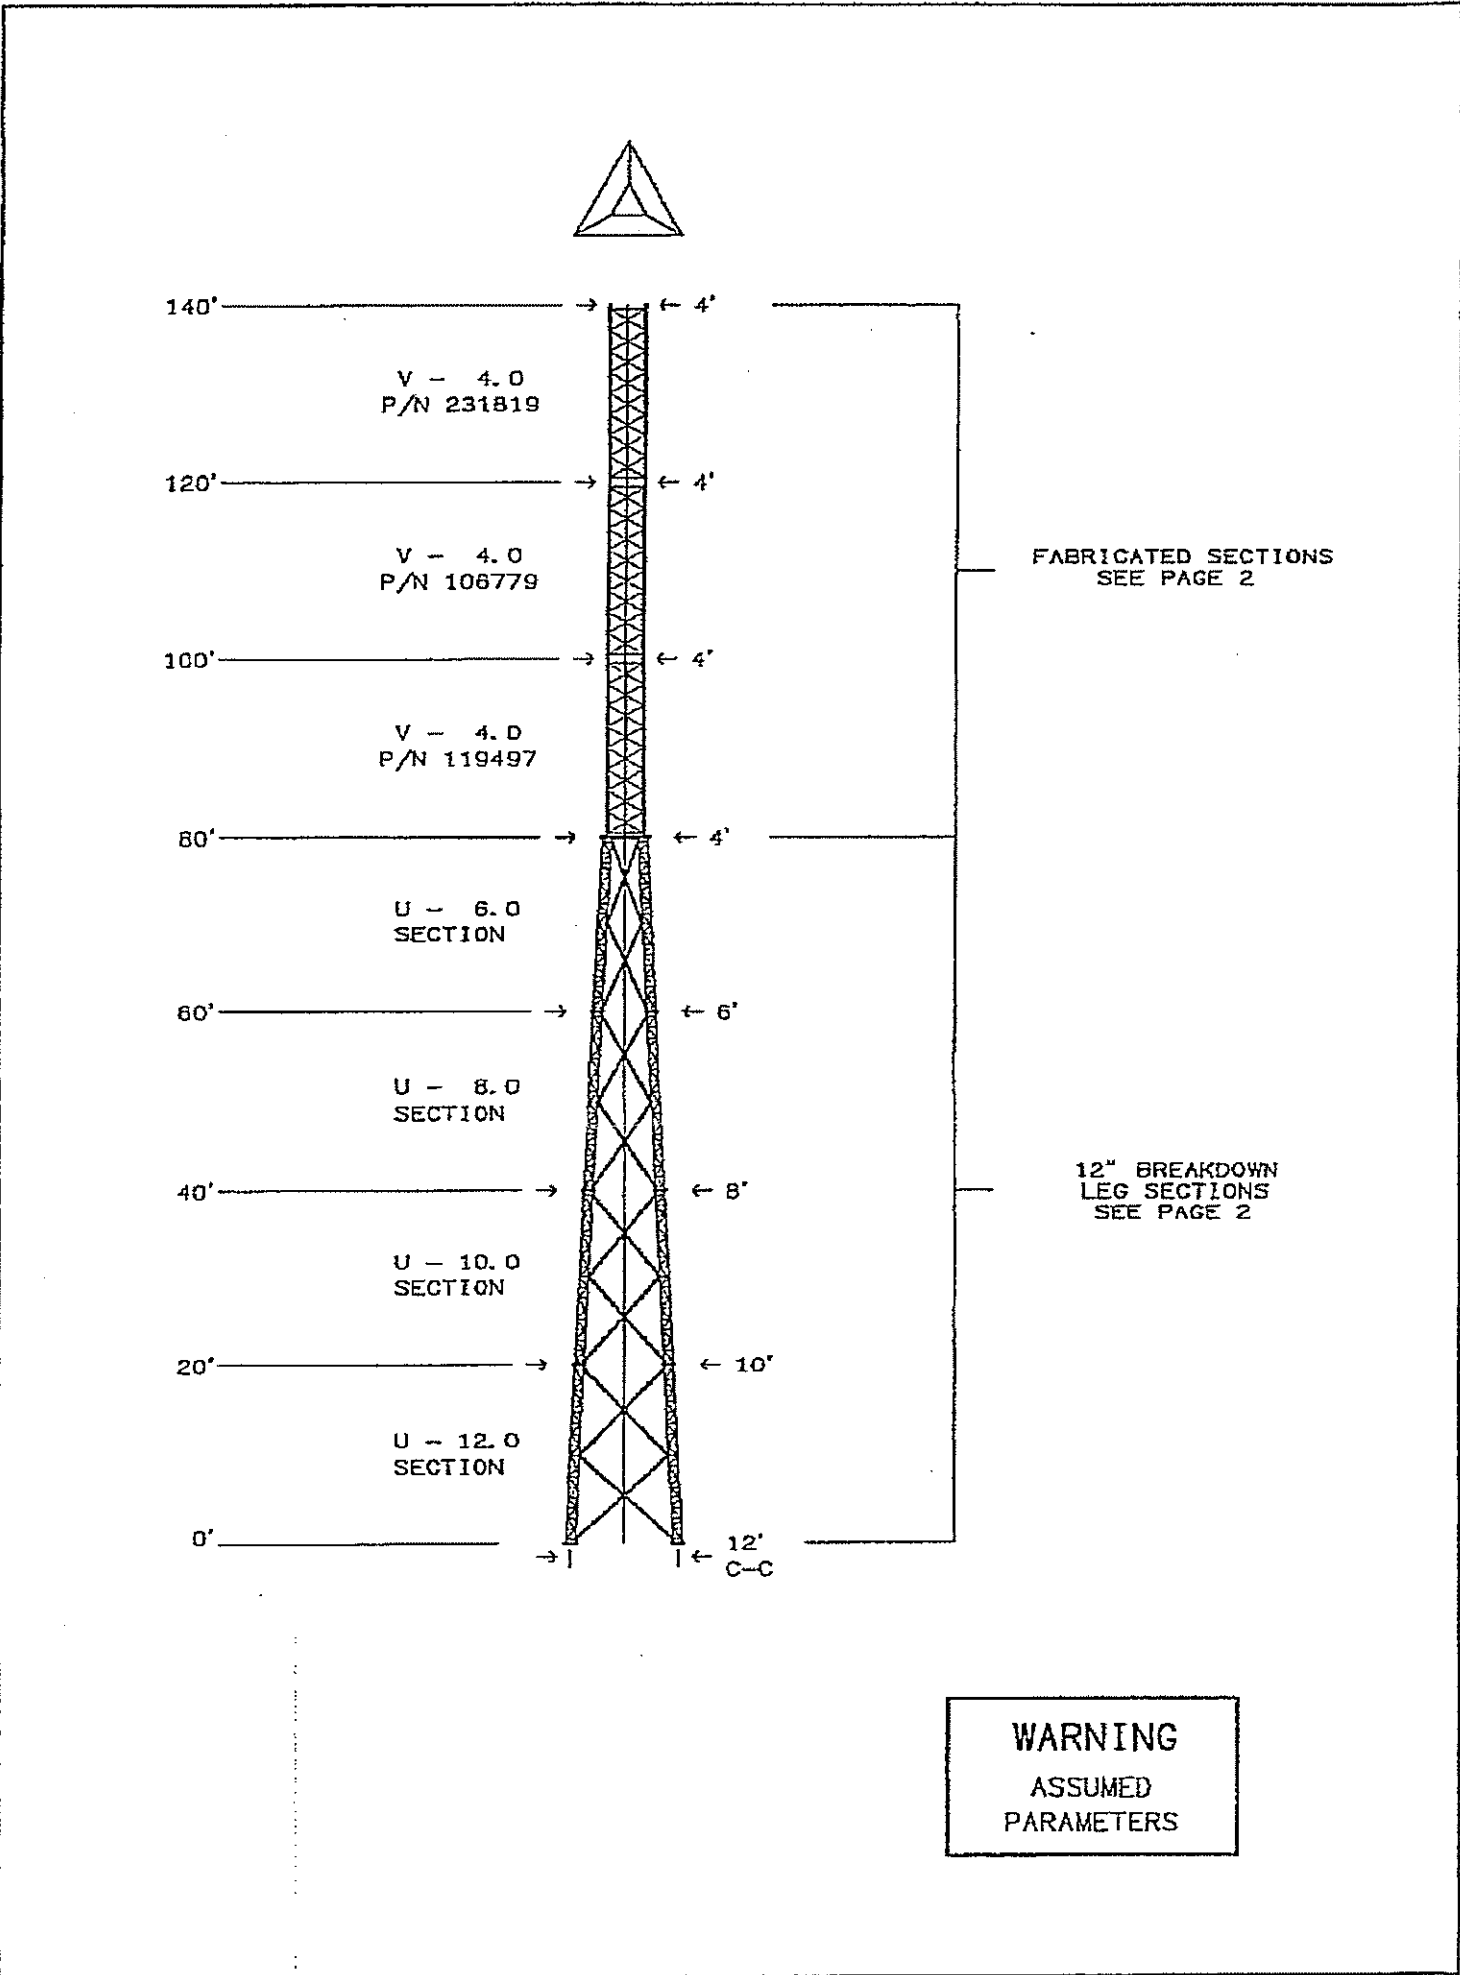 140'
4'
V - 4.0
P/N 231819
120'
4'
V - 4.0
P/N 106779
FABRICATED SECTIONS
SEE PAGE 2
100'
4'
V - 4.0
P/N 119497
80'
4'
U - 6.0
SECTION
60'
6'
U - 8.0
SECTION
40'
8'
12" BREAKDOWN
LEG SECTIONS
SEE PAGE 2
U - 10.0
SECTION
20'
10'
U - 12.0
SECTION
0'
12'
C-C
WARNING
ASSUMED
PARAMETERS